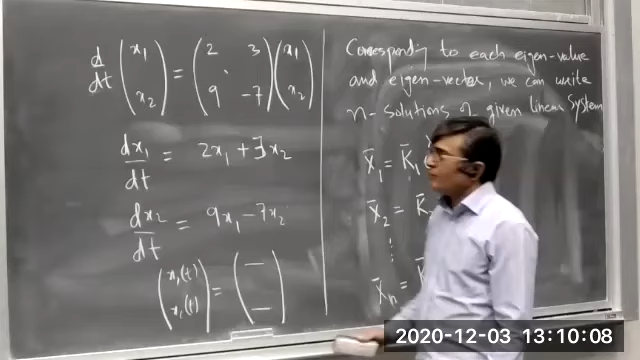 d/dt (x1 x2) = (2 3 9 -7)(x1 x2)
dx1/dt = 2x1 + 3x2
dx2/dt = 9x1 - 7x2
(x1(t) x1(t)) = (— —)
Corresponding to each eigen-value
and eigen-vector, we can write
n-solutions of given linear system
X̄1 = K̄1
X̄2 = K̄
⋮
X̄n = K̄
2020-12-03 13:10:08